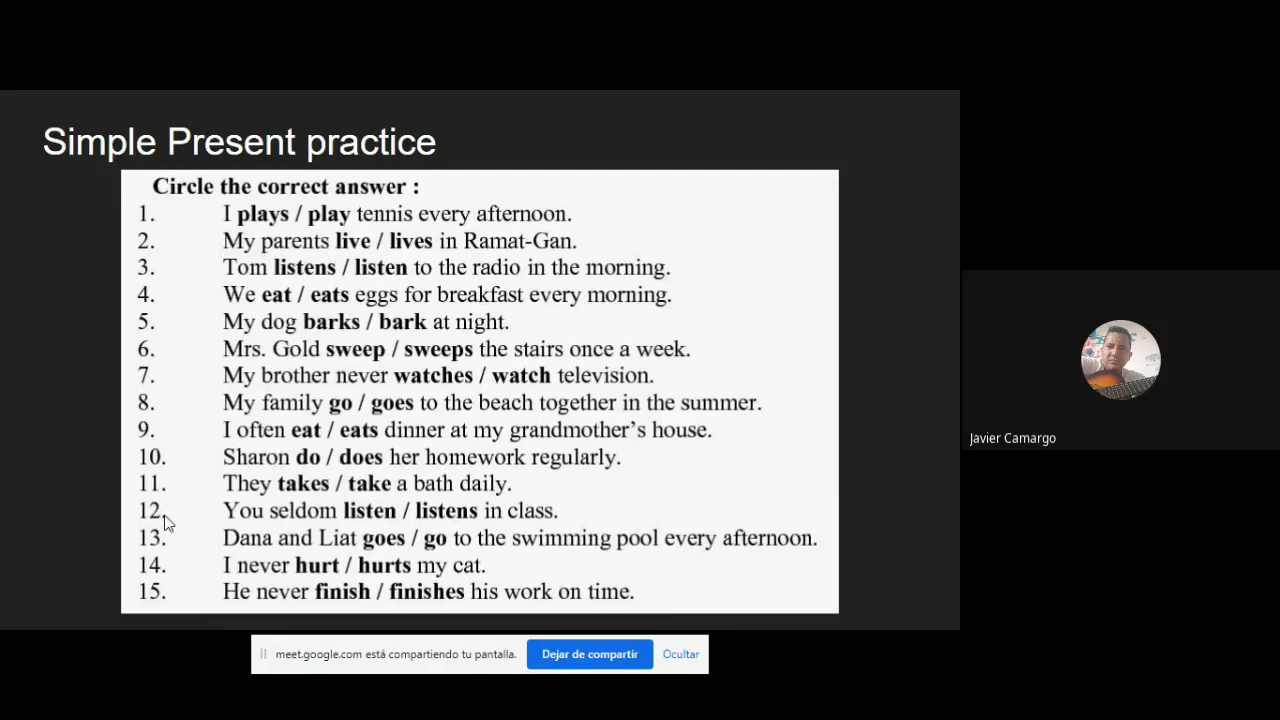 Simple Present practice
Circle the correct answer :
1. I plays / play tennis every afternoon.
2. My parents live / lives in Ramat-Gan.
3. Tom listens / listen to the radio in the morning.
4. We eat / eats eggs for breakfast every morning.
5. My dog barks / bark at night.
6. Mrs. Gold sweep / sweeps the stairs once a week.
7. My brother never watches / watch television.
8. My family go / goes to the beach together in the summer.
9. I often eat / eats dinner at my grandmother's house.
10. Sharon do / does her homework regularly.
11. They takes / take a bath daily.
12. You seldom listen / listens in class.
13. Dana and Liat goes / go to the swimming pool every afternoon.
14. I never hurt / hurts my cat.
15. He never finish / finishes his work on time.
Javier Camargo
meet.google.com está compartiendo tu pantalla. Dejar de compartir Ocultar